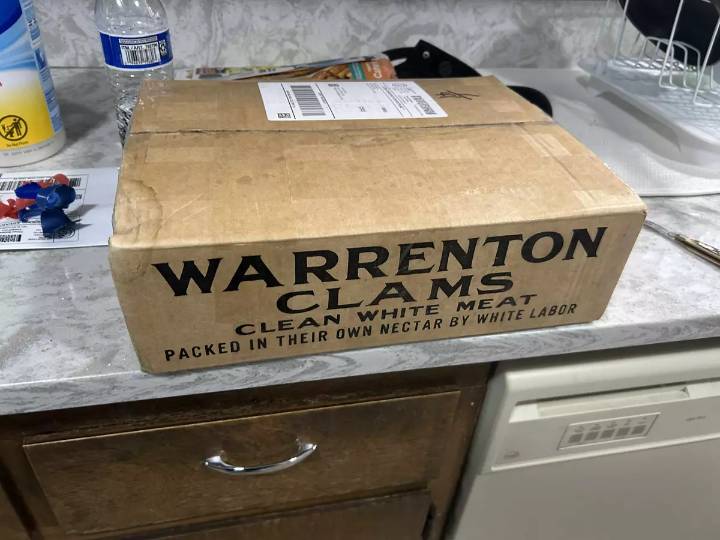 WARRENTON
CLAMS
CLEAN WHITE MEAT
PACKED IN THEIR OWN NECTAR BY WHITE LABOR